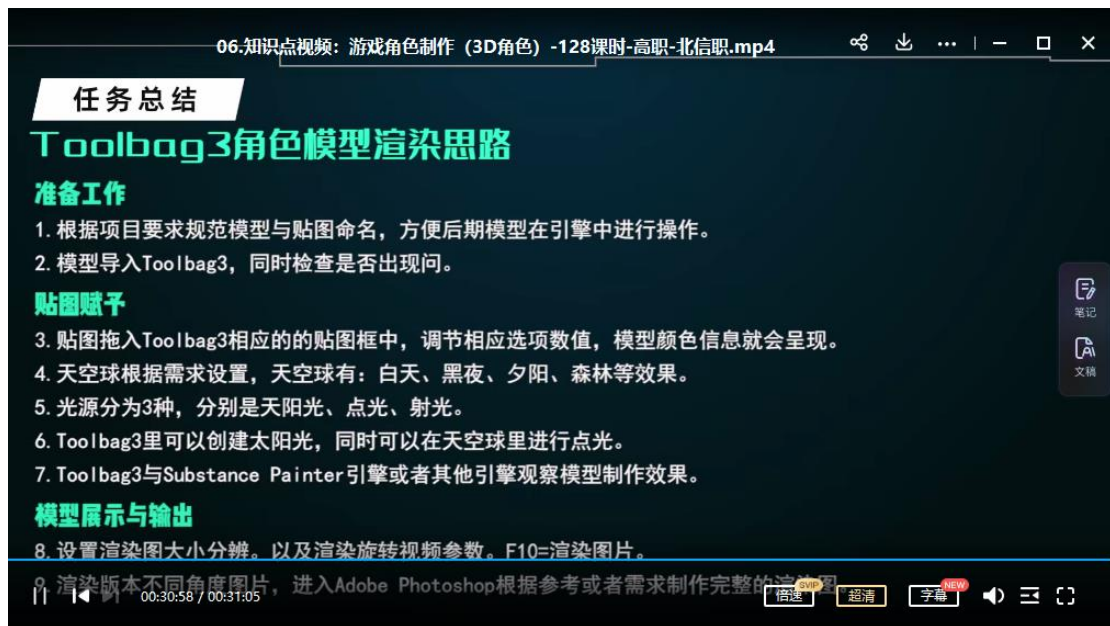 06.知识点视频：游戏角色制作（3D角色）-128课时-高职-北信职.mp4
任务总结
Toolbag3角色模型渲染思路
准备工作
1.根据项目要求规范模型与贴图命名，方便后期模型在引擎中进行操作。
2.模型导入Toolbag3，同时检查是否出现问。
贴图赋予
3.贴图拖入Toolbag3相应的的贴图框中，调节相应选项数值，模型颜色信息就会呈现。
4.天空球根据需求设置，天空球有：白天、黑夜、夕阳、森林等效果。
5.光源分为3种，分别是天阳光、点光、射光。
6.Toolbag3里可以创建太阳光，同时可以在天空球里进行点光。
7.Toolbag3与Substance Painter引擎或者其他引擎观察模型制作效果。
模型展示与输出
8.设置渲染图大小分辨。以及渲染旋转视频参数。F10=渲染图片。
9.渲染版本不同角度图片，进入Adobe Photoshop根据参考或者需求制作完整的渲染图。
笔记
AI
文稿
00:30:58 / 00:31:05
倍速
SVIP
超清
字幕
NEW